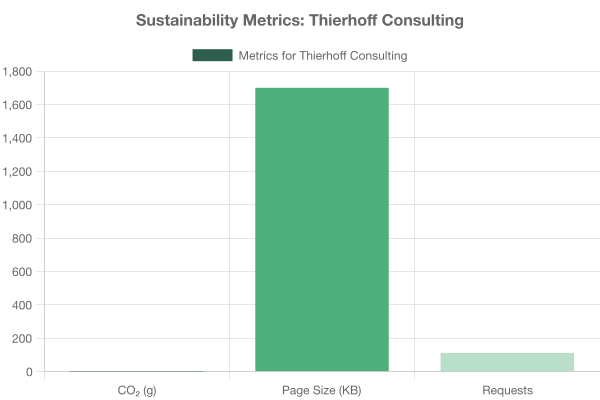 Sustainability Metrics: Thierhoff Consulting
Metrics for Thierhoff Consulting
1,800
1,600
1,400
1,200
1,000
800
600
400
200
0
CO₂ (g)
Page Size (KB)
Requests